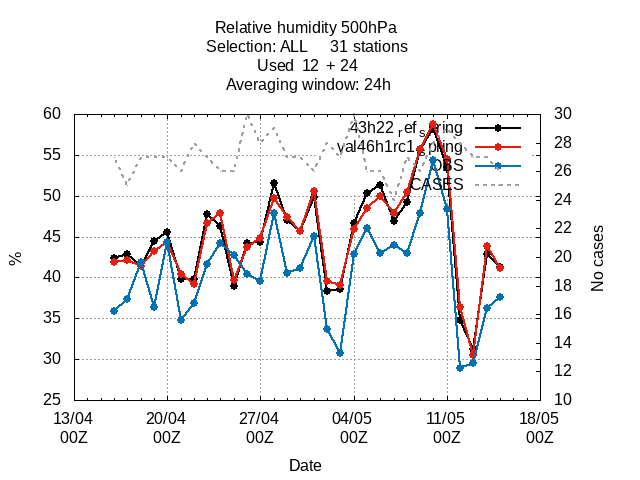 Relative humidity 500hPa
Selection: ALL 31 stations
Used 12 + 24
Averaging window: 24h
60
55
50
45
40
35
30
25
30
28
26
24
22
20
18
16
14
12
10
%
No cases
43h22_ref_spring
val46h1rc1_spring
OBS
CASES
13/04 20/04 27/04 04/05 11/05 18/05
00Z 00Z 00Z 00Z 00Z 00Z
Date